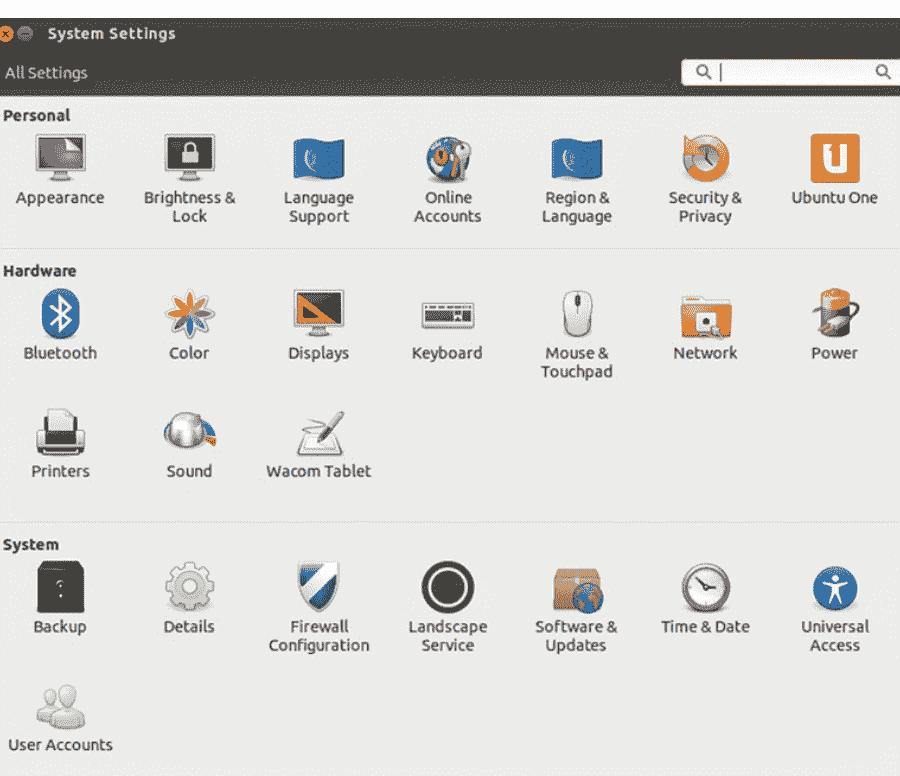 System Settings
All Settings
Personal
Appearance
Brightness &
Lock
Language
Support
Online
Accounts
Region &
Language
Security &
Privacy
Ubuntu One
Hardware
Bluetooth
Color
Displays
Keyboard
Mouse &
Touchpad
Network
Power
Printers
Sound
Wacom Tablet
System
Backup
Details
Firewall
Configuration
Landscape
Service
Software &
Updates
Time & Date
Universal
Access
User Accounts